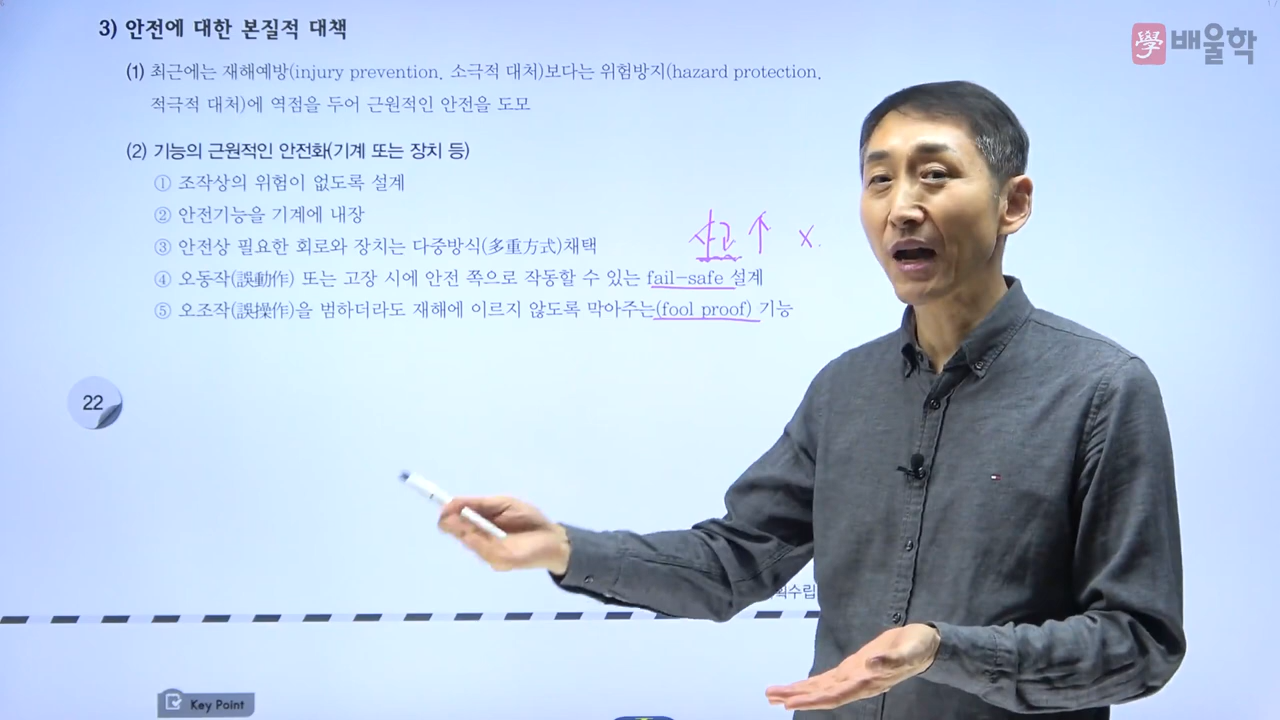 3) 안전에 대한 본질적 대책
學 배울학
(1) 최근에는 재해예방(injury prevention, 소극적 대처)보다는 위험방지(hazard protection,
적극적 대처)에 역점을 두어 근원적인 안전을 도모
(2) 기능의 근원적인 안전화(기계 또는 장치 등)
① 조작상의 위험이 없도록 설계
② 안전기능을 기계에 내장
③ 안전상 필요한 회로와 장치는 다중방식(多重方式)채택
사고 ↑ X.
④ 오동작(誤動作) 또는 고장 시에 안전 쪽으로 작동할 수 있는 fail-safe 설계
⑤ 오조작(誤操作)을 범하더라도 재해에 이르지 않도록 막아주는(fool proof) 기능
22
획수립
Key Point